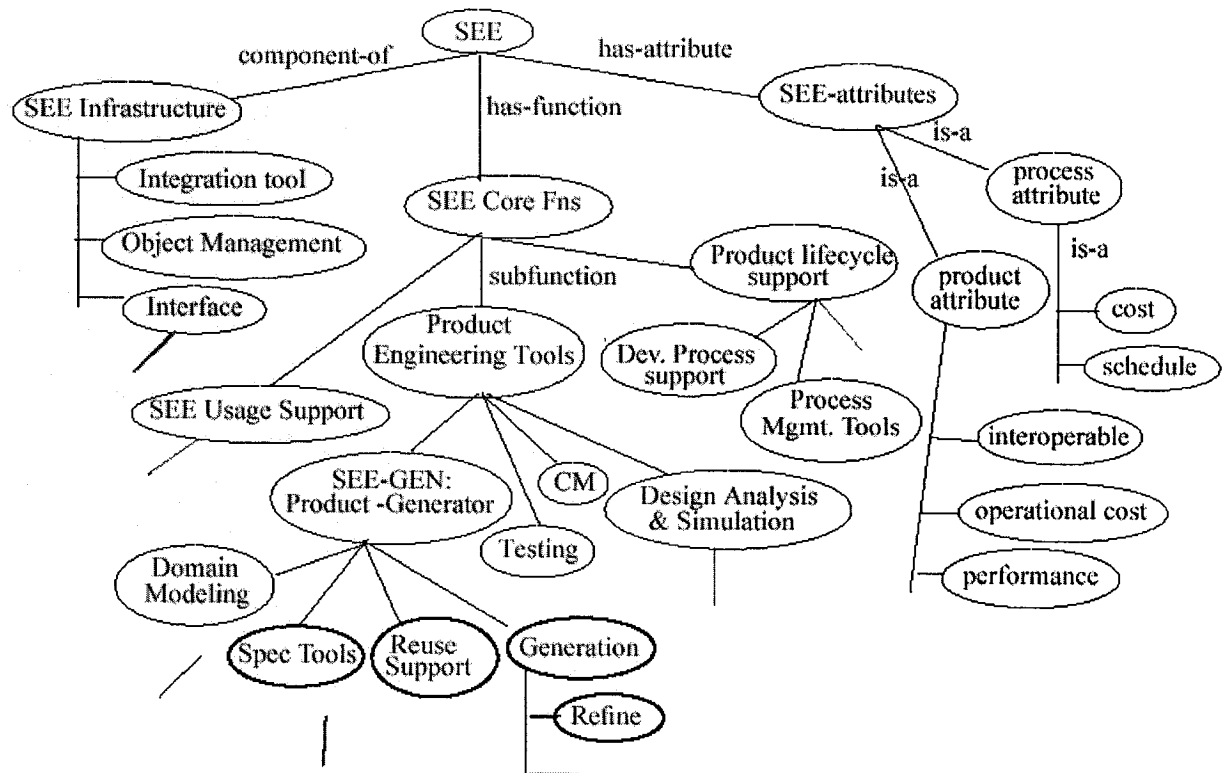 SEE
component-of
has-attribute
SEE Infrastructure
has-function
SEE-attributes
is-a
is-a
Integration tool
process
attribute
SEE Core Fns
Object Management
Product lifecycle
support
is-a
subfunction
product
attribute
Interface
cost
Product
Engineering Tools
Dev. Process
support
schedule
SEE Usage Support
Process
Mgmt. Tools
interoperable
SEE-GEN:
Product -Generator
CM
Design Analysis
& Simulation
operational cost
Testing
Domain
Modeling
performance
Spec Tools
Reuse
Support
Generation
Refine